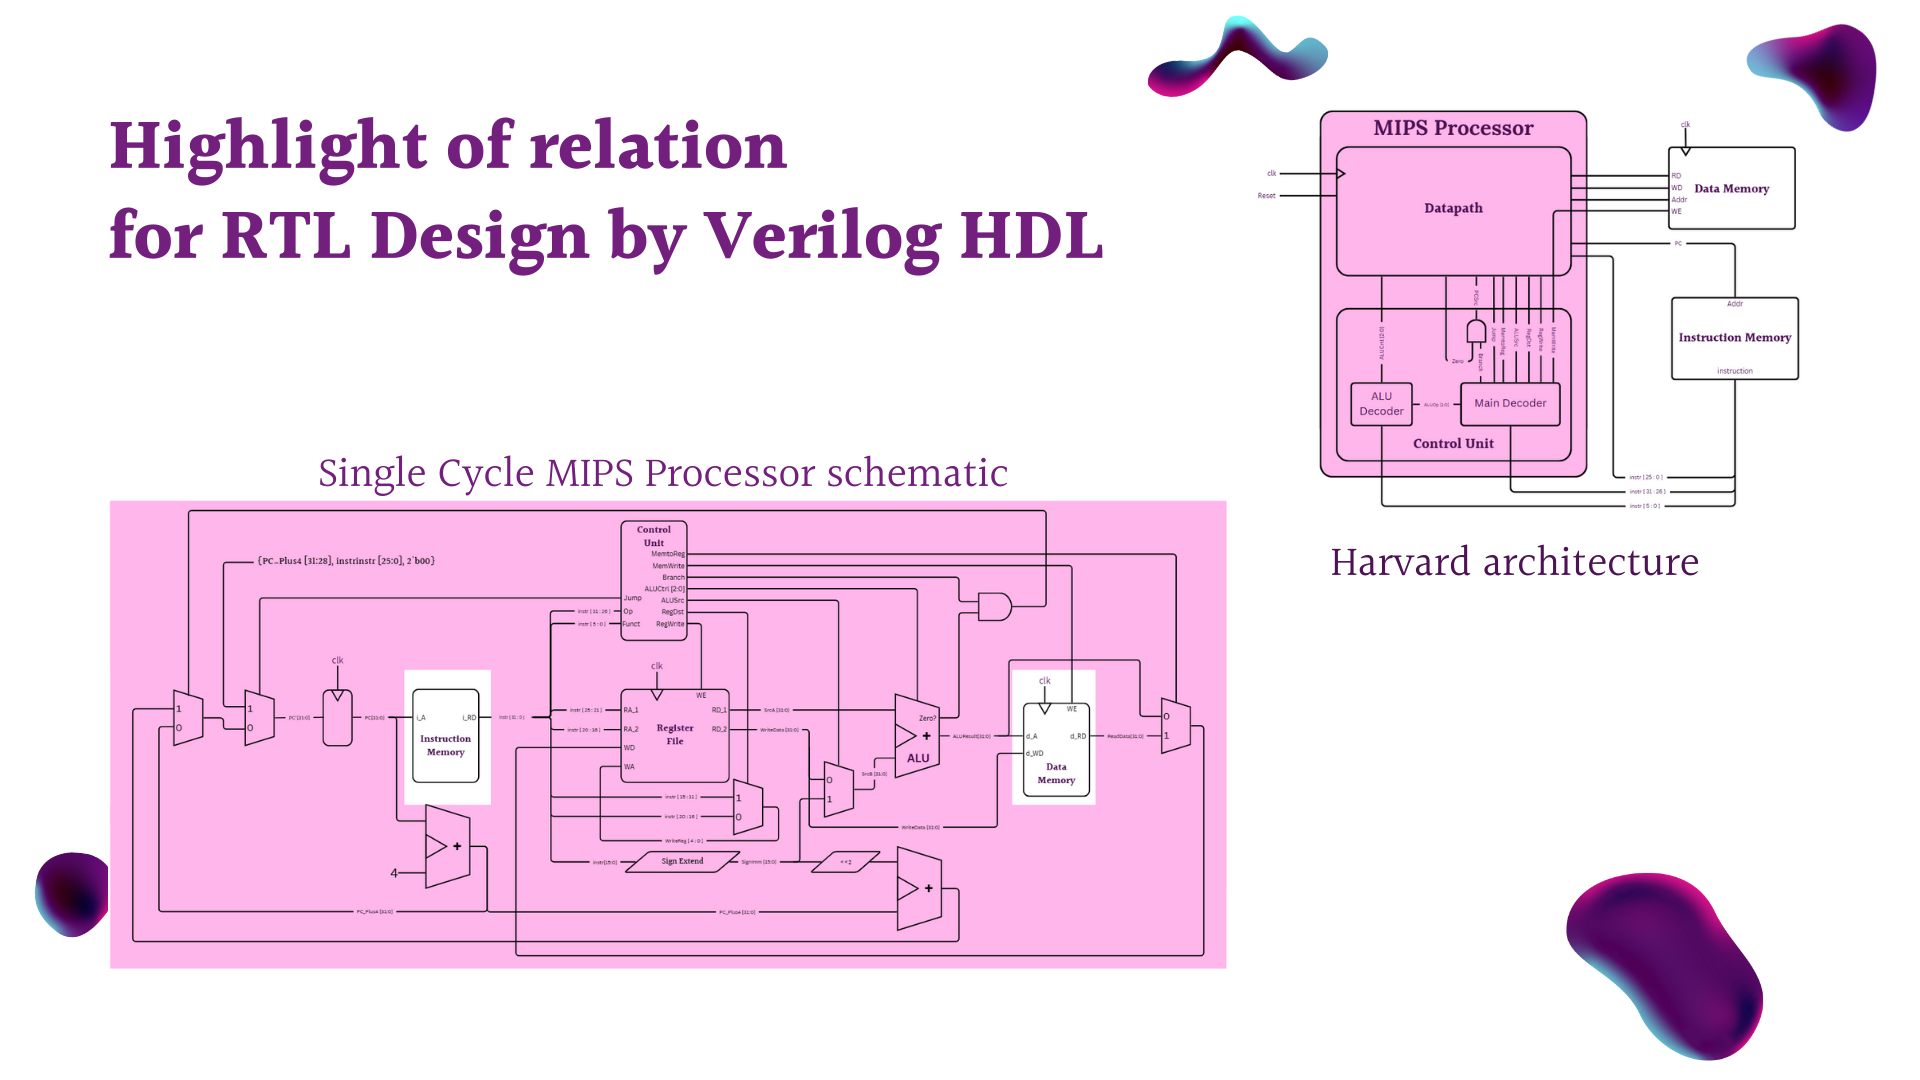 Highlight of relation
for RTL Design by Verilog HDL
MIPS Processor
clk
Reset
Datapath
clk
RD
WD
Addr
WE
Data Memory
PC
Addr
Instruction Memory
instruction
ALUCtrl [2:0]
Zero
PCSrc
Branch
Jump
MemtoReg
ALUSrc
RegDst
RegWrite
MemWrite
ALU
Decoder
ALUOp [1:0]
Main Decoder
Control Unit
instr [ 25 : 0 ]
instr [ 31 : 26 ]
instr [ 5 : 0 ]
Harvard architecture
Single Cycle MIPS Processor schematic
{PC_Plus4 [31:28], instrinstr [25:0], 2'b00}
Control
Unit
MemtoReg
MemWrite
Branch
ALUCtrl [2:0]
ALUSrc
RegDst
RegWrite
Jump
Op
Funct
instr [ 31 : 26 ]
instr [ 5 : 0 ]
1
0
1
0
PC'[31:0]
clk
PC[31:0]
i_A
i_RD
Instruction
Memory
instr [31 : 0]
instr [ 25 : 21 ]
instr [ 20 : 16 ]
clk
WE
RA_1
RA_2
WD
WA
RD_1
RD_2
Register
File
SrcA [31:0]
WriteData [31:0]
instr [ 15 : 11 ]
instr [ 20 : 16 ]
1
0
WriteReg [ 4 : 0 ]
instr[15:0]
Sign Extend
SignImm [15:0]
<<2
0
1
SrcB [31:0]
Zero?
+
ALU
ALUResult[31:0]
clk
WE
d_A
d_RD
d_WD
Data
Memory
ReadData[31:0]
0
1
WriteData [31:0]
+
4
PC_Plus4 [31:0]
PC_Plus4 [31:0]
+